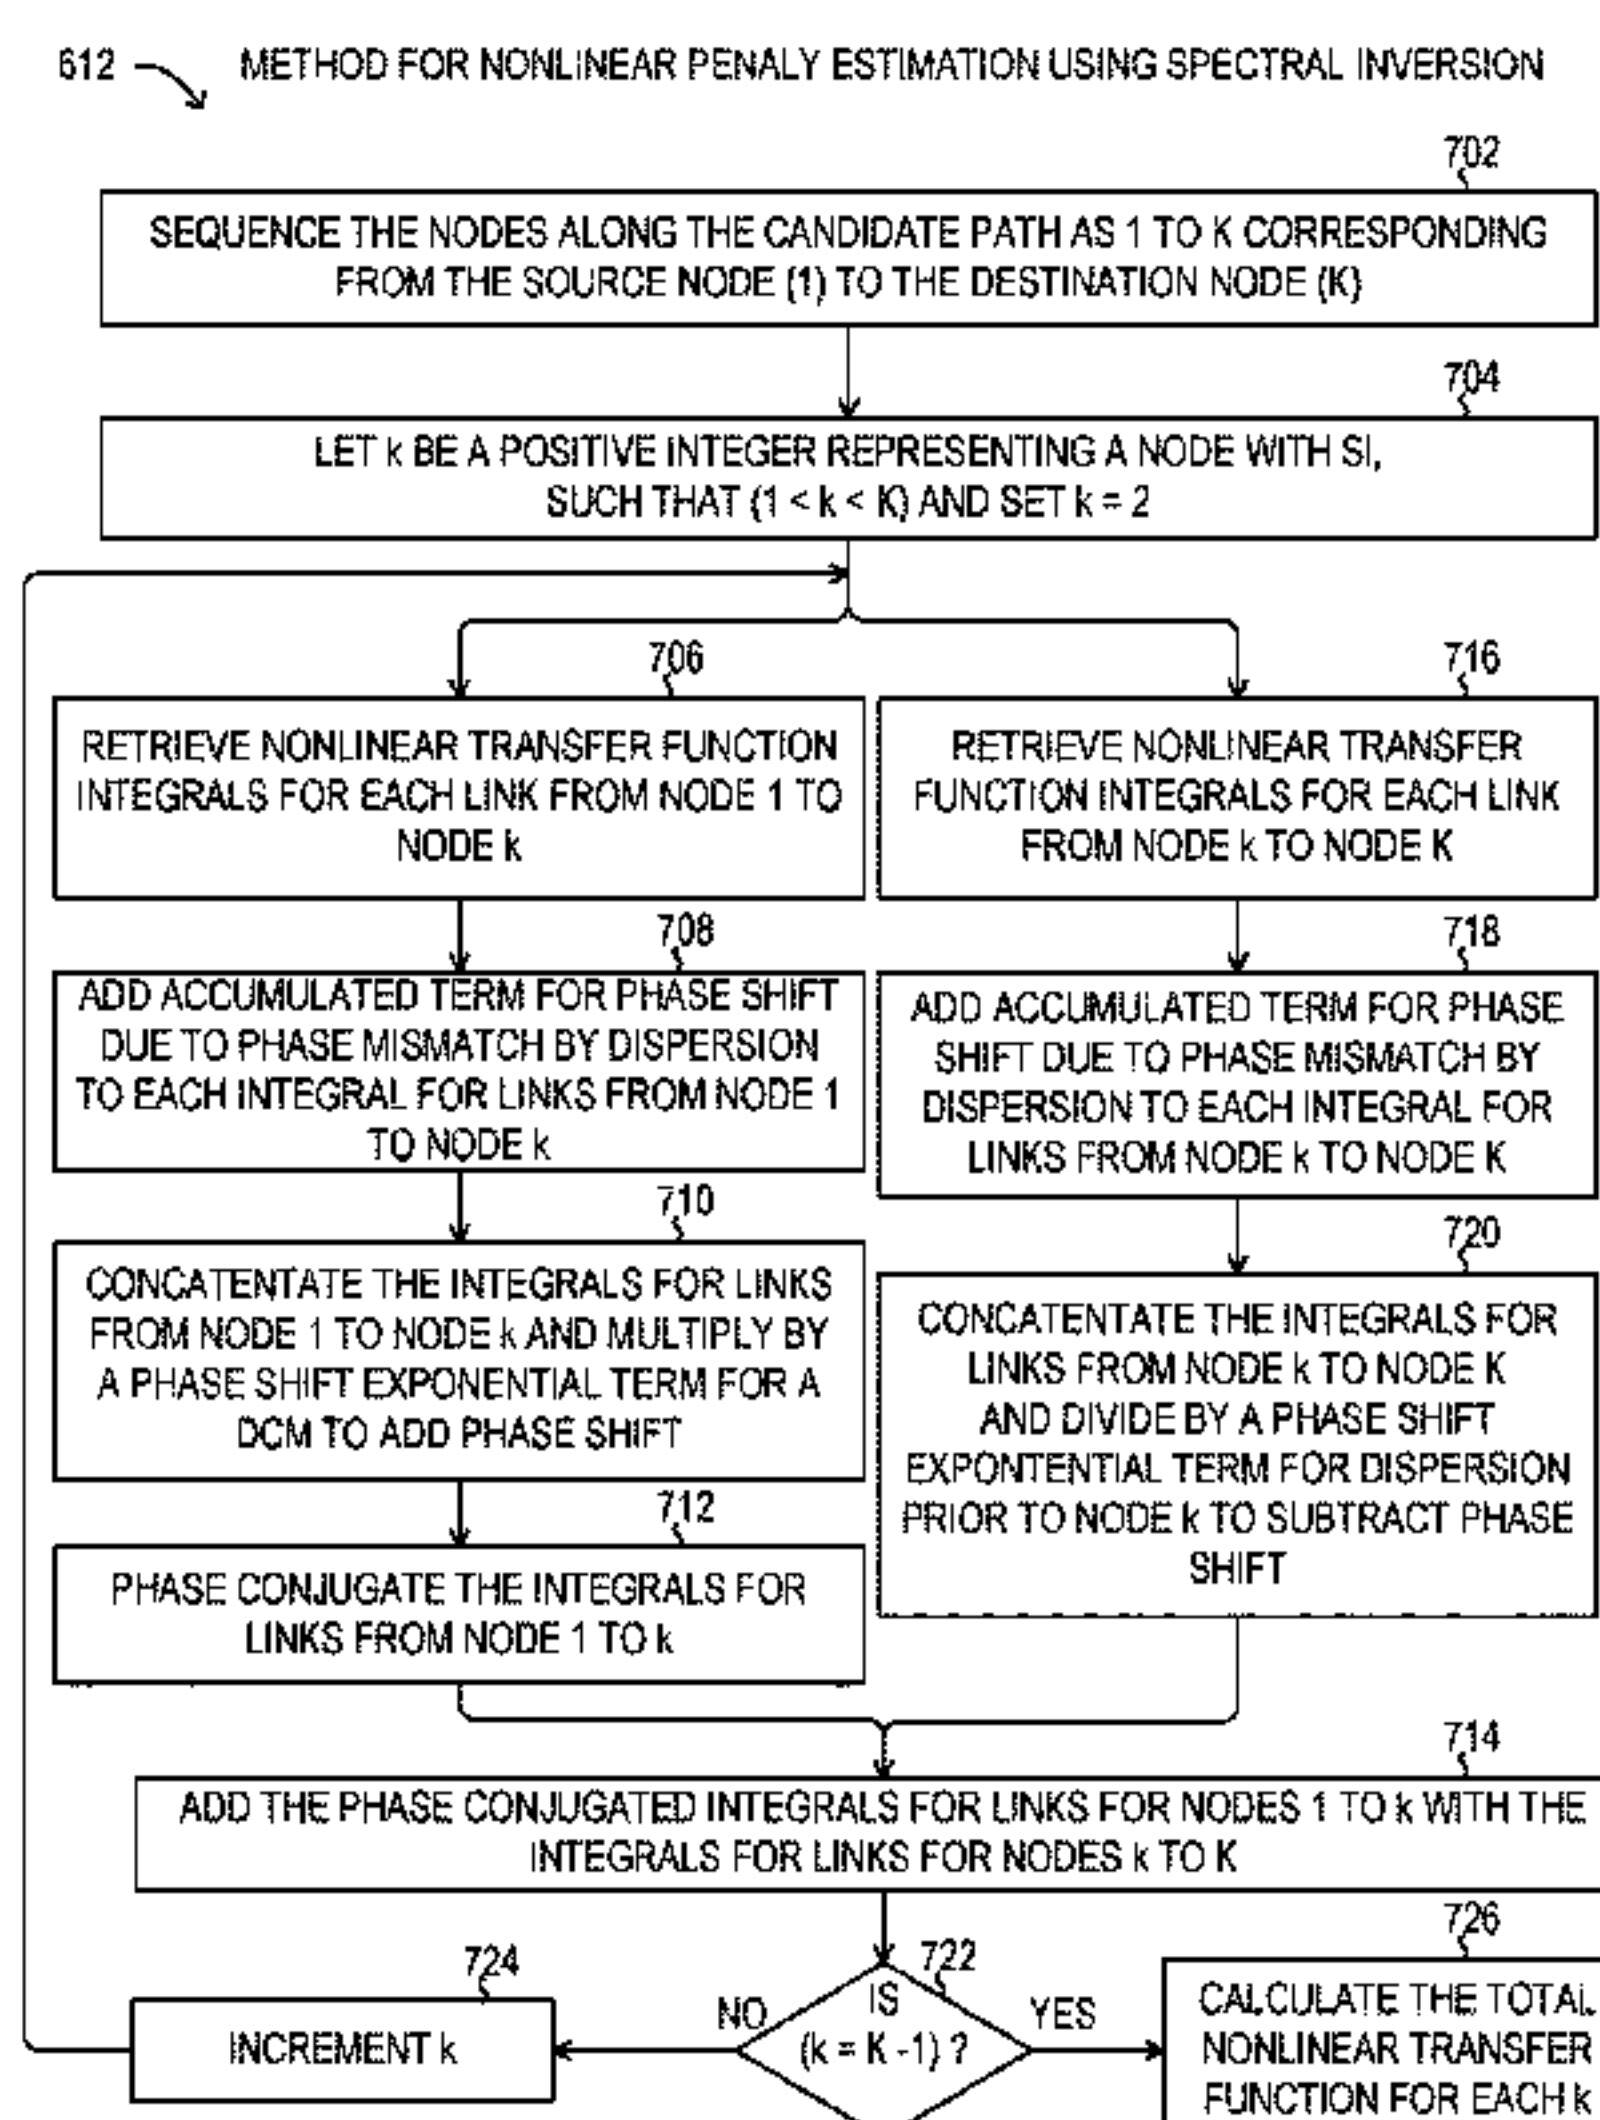 612
METHOD FOR NONLINEAR PENALY ESTIMATION USING SPECTRAL INVERSION
702
SEQUENCE THE NODES ALONG THE CANDIDATE PATH AS 1 TO K CORRESPONDING
FROM THE SOURCE NODE (1) TO THE DESTINATION NODE (K)
704
LET k BE A POSITIVE INTEGER REPRESENTING A NODE WITH SI,
SUCH THAT (1 < k < K) AND SET k = 2
706
RETRIEVE NONLINEAR TRANSFER FUNCTION
INTEGRALS FOR EACH LINK FROM NODE 1 TO
NODE k
708
ADD ACCUMULATED TERM FOR PHASE SHIFT
DUE TO PHASE MISMATCH BY DISPERSION
TO EACH INTEGRAL FOR LINKS FROM NODE 1
TO NODE k
710
CONCATENTATE THE INTEGRALS FOR LINKS
FROM NODE 1 TO NODE k AND MULTIPLY BY
A PHASE SHIFT EXPONENTIAL TERM FOR A
DCM TO ADD PHASE SHIFT
712
PHASE CONJUGATE THE INTEGRALS FOR
LINKS FROM NODE 1 TO k
716
RETRIEVE NONLINEAR TRANSFER
FUNCTION INTEGRALS FOR EACH LINK
FROM NODE k TO NODE K
718
ADD ACCUMULATED TERM FOR PHASE
SHIFT DUE TO PHASE MISMATCH BY
DISPERSION TO EACH INTEGRAL FOR
LINKS FROM NODE k TO NODE K
720
CONCATENTATE THE INTEGRALS FOR
LINKS FROM NODE k TO NODE K
AND DIVIDE BY A PHASE SHIFT
EXPONTENTIAL TERM FOR DISPERSION
PRIOR TO NODE k TO SUBTRACT PHASE
SHIFT
714
ADD THE PHASE CONJUGATED INTEGRALS FOR LINKS FOR NODES 1 TO k WITH THE
INTEGRALS FOR LINKS FOR NODES k TO K
722
IS
(k = K -1) ?
NO
YES
724
INCREMENT k
726
CALCULATE THE TOTAL
NONLINEAR TRANSFER
FUNCTION FOR EACH k